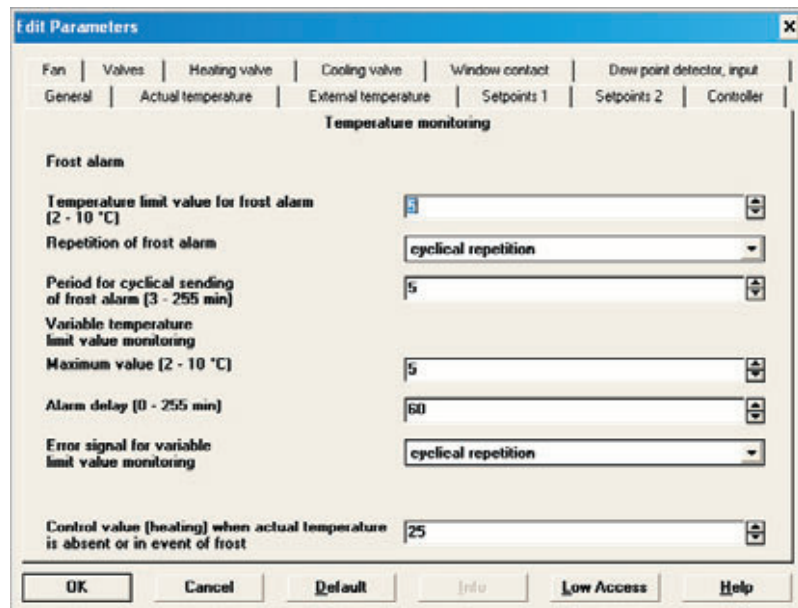 Edit Parameters
Fan Valves Heating valve Cooling valve Window contact Dew point detector, input
General Actual temperature External temperature Setpoints 1 Setpoints 2 Controller
Temperature monitoring
Frost alarm
Temperature limit value for frost alarm
(2 - 10 °C)
5
Repetition of frost alarm
cyclical repetition
Period for cyclical sending
of frost alarm (3 - 255 min)
5
Variable temperature
limit value monitoring
Maximum value (2 - 10 °C)
5
Alarm delay (0 - 255 min)
60
Error signal for variable
limit value monitoring
cyclical repetition
Control value (heating) when actual temperature
is absent or in event of frost
25
OK Cancel Default Info Low Access Help